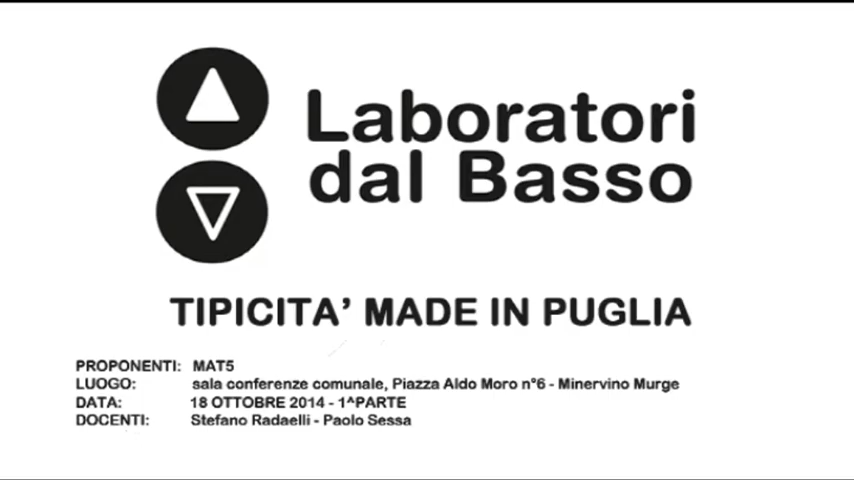 Laboratori
dal Basso
TIPICITA' MADE IN PUGLIA
PROPONENTI: MAT5
LUOGO: sala conferenze comunale, Piazza Aldo Moro n°6 - Minervino Murge
DATA: 18 OTTOBRE 2014 - 1^PARTE
DOCENTI: Stefano Radaelli - Paolo Sessa